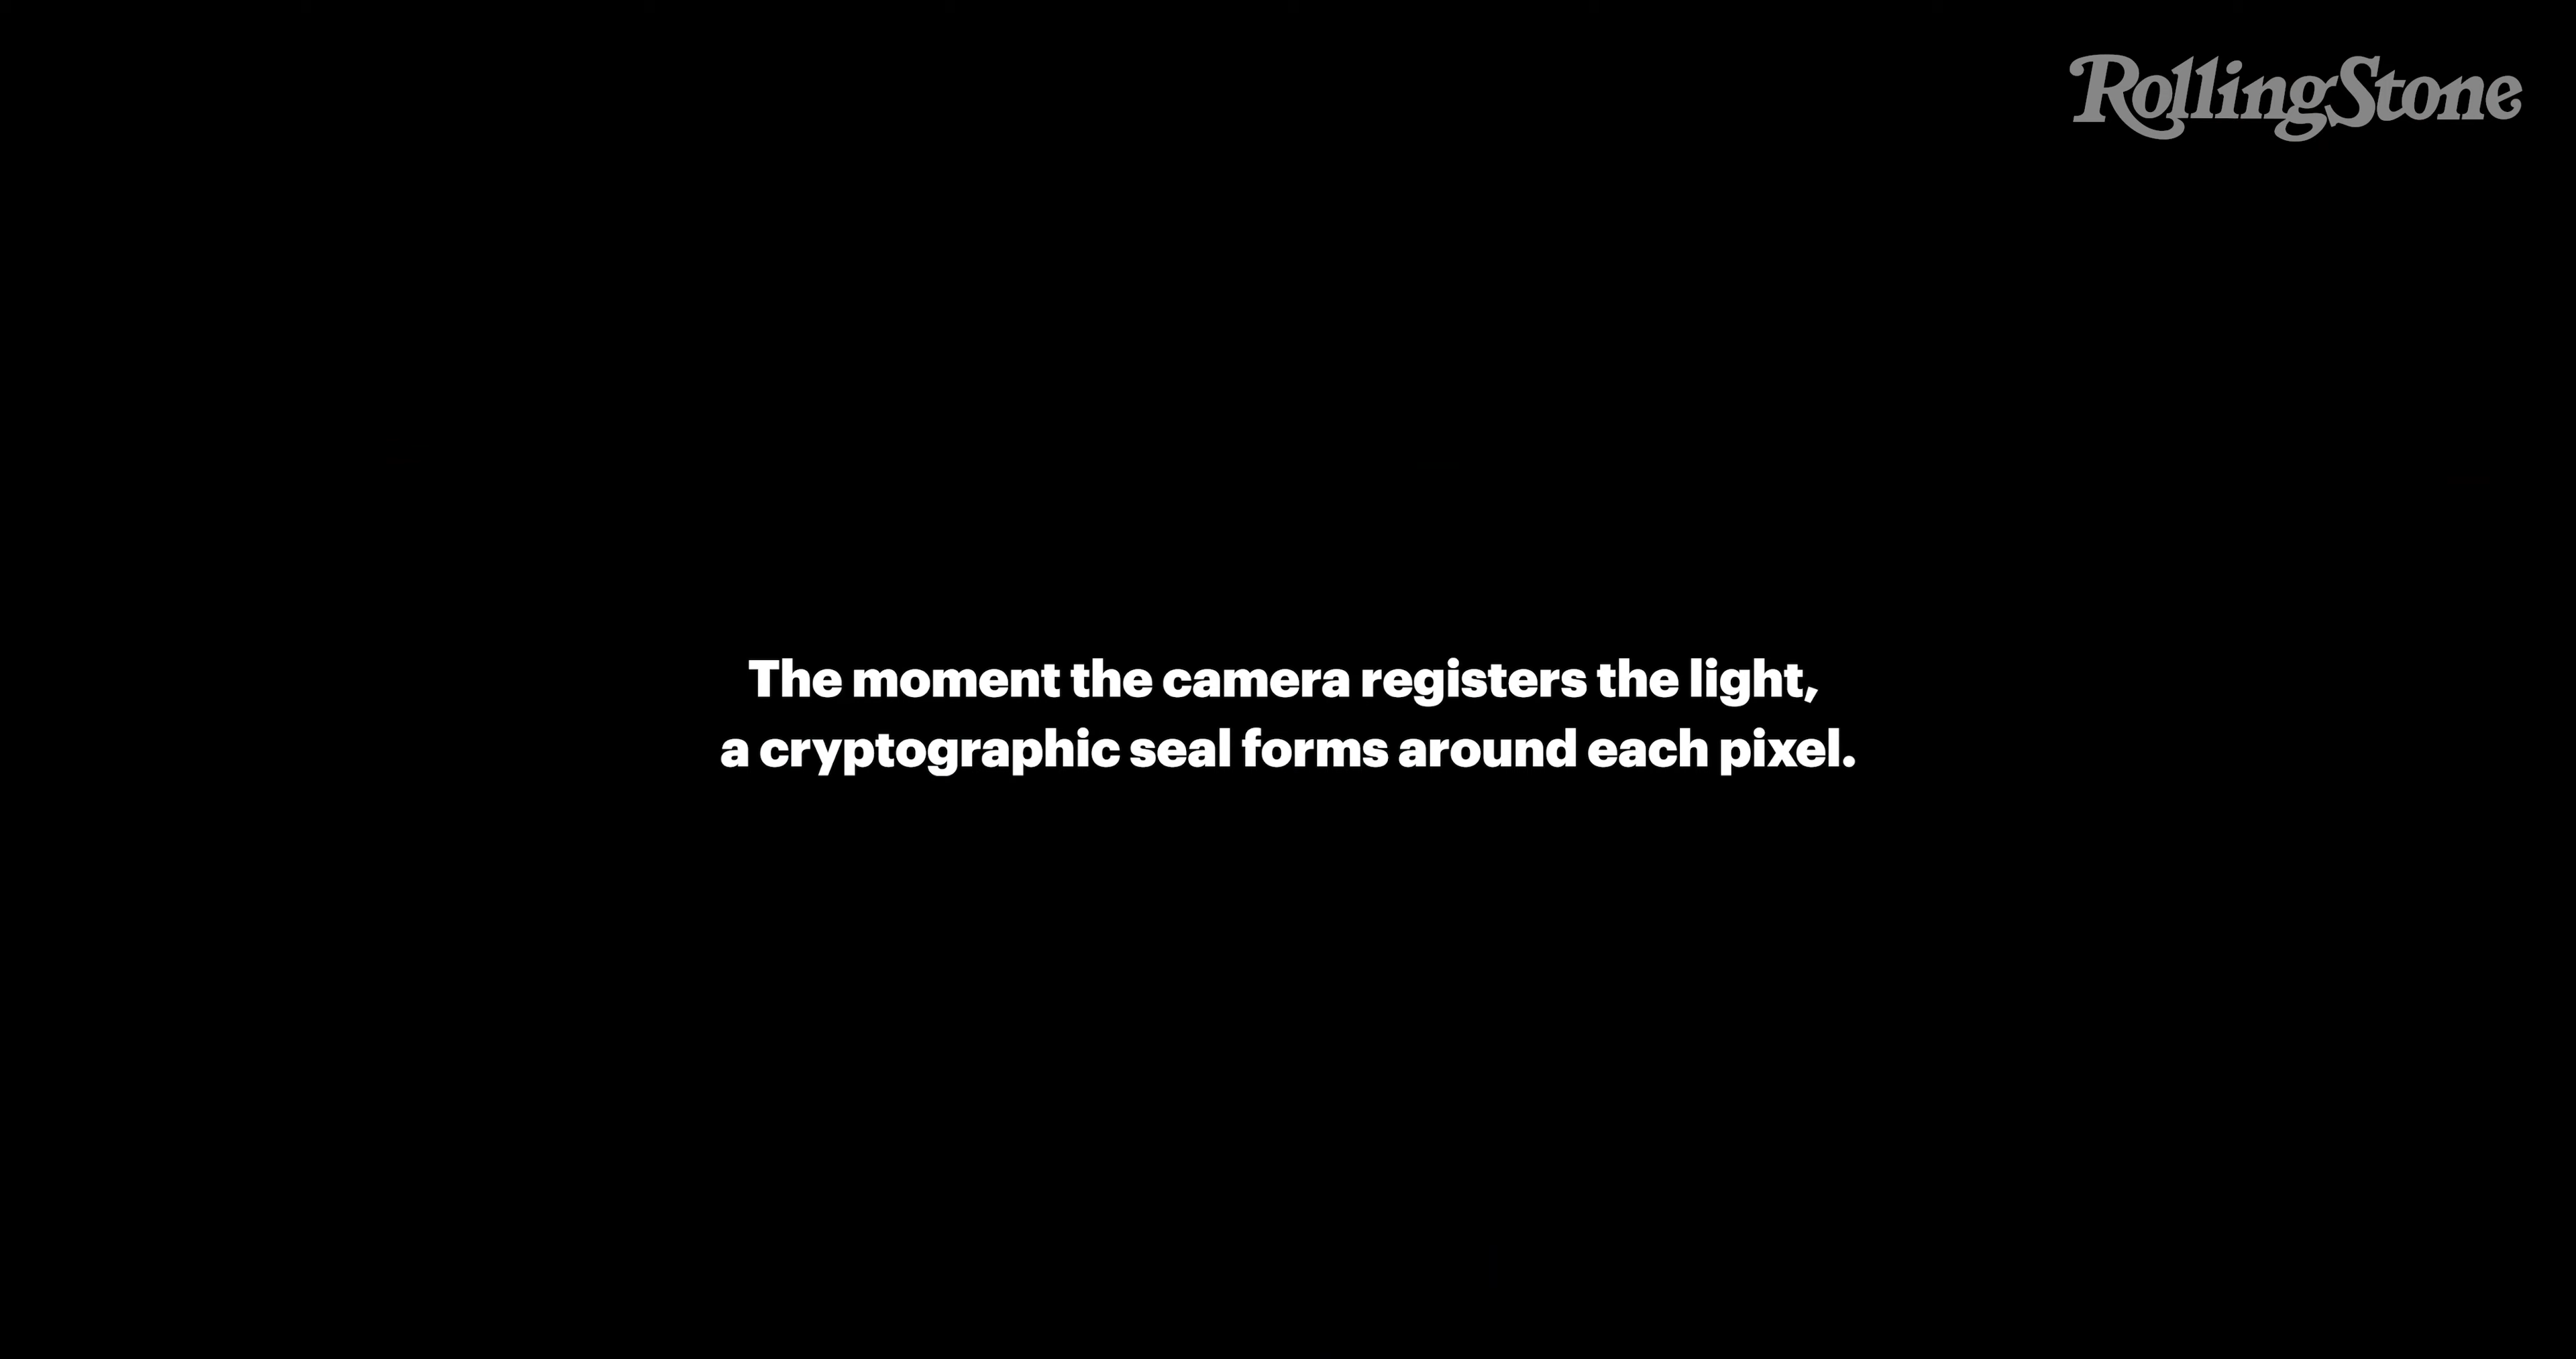 RollingStone
The moment the camera registers the light,
a cryptographic seal forms around each pixel.